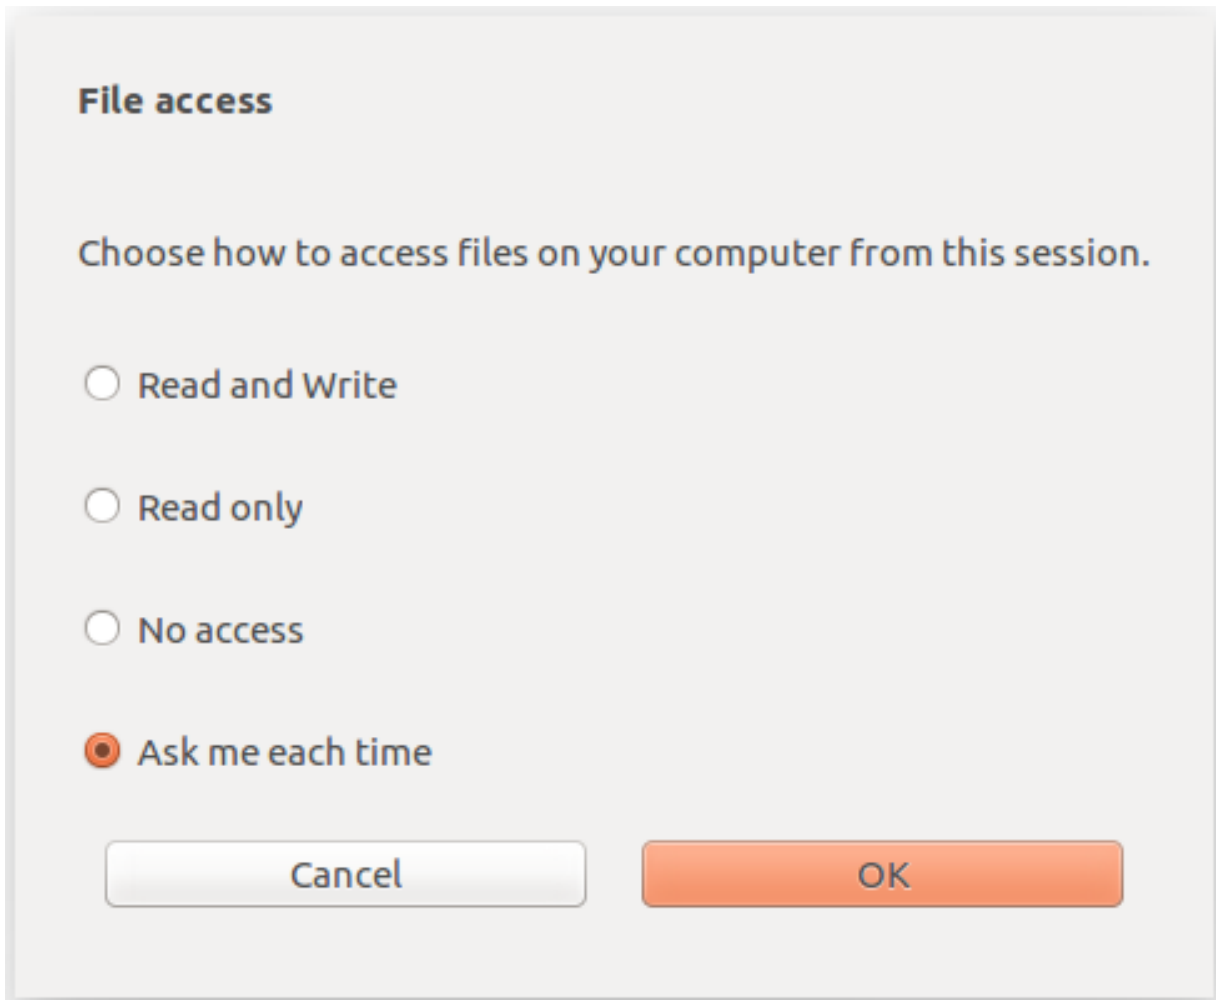 File access
Choose how to access files on your computer from this session.
Read and Write
Read only
No access
Ask me each time
Cancel
OK